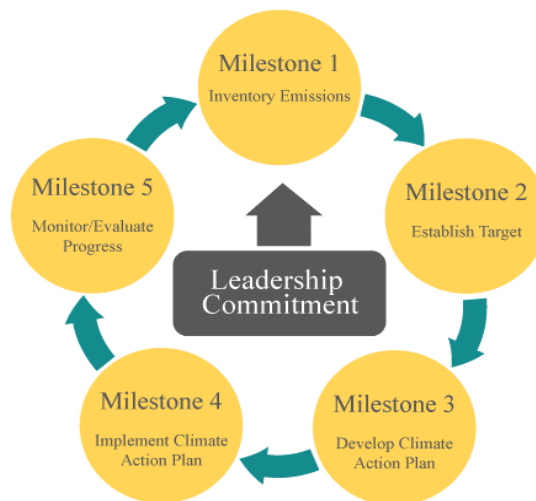 Milestone 1
Inventory Emissions
Milestone 2
Establish Target
Milestone 3
Develop Climate
Action Plan
Milestone 4
Implement Climate
Action Plan
Milestone 5
Monitor/Evaluate
Progress
Leadership
Commitment